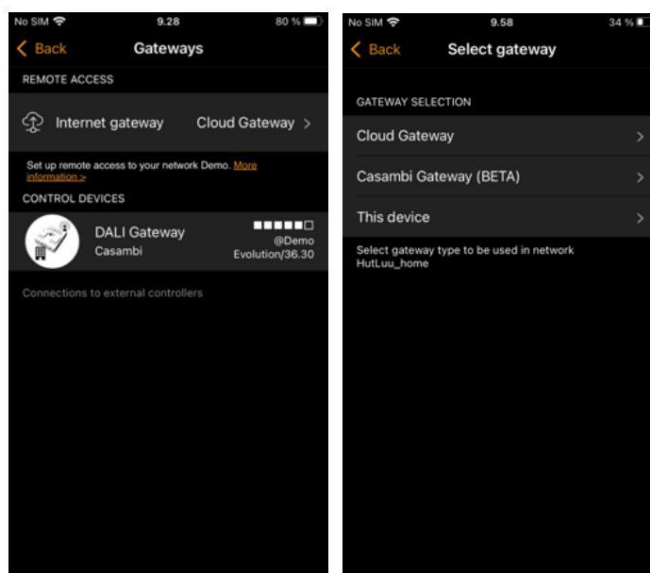 No SIM 9.28 80 %
Back Gateways
REMOTE ACCESS
Internet gateway Cloud Gateway >
Set up remote access to your network Demo. More
information >
CONTROL DEVICES
DALI Gateway
Casambi
@Demo
Evolution/36.30
Connections to external controllers
No SIM 9.58 34 %
Back Select gateway
GATEWAY SELECTION
Cloud Gateway >
Casambi Gateway (BETA) >
This device >
Select gateway type to be used in network
HutLuu_home